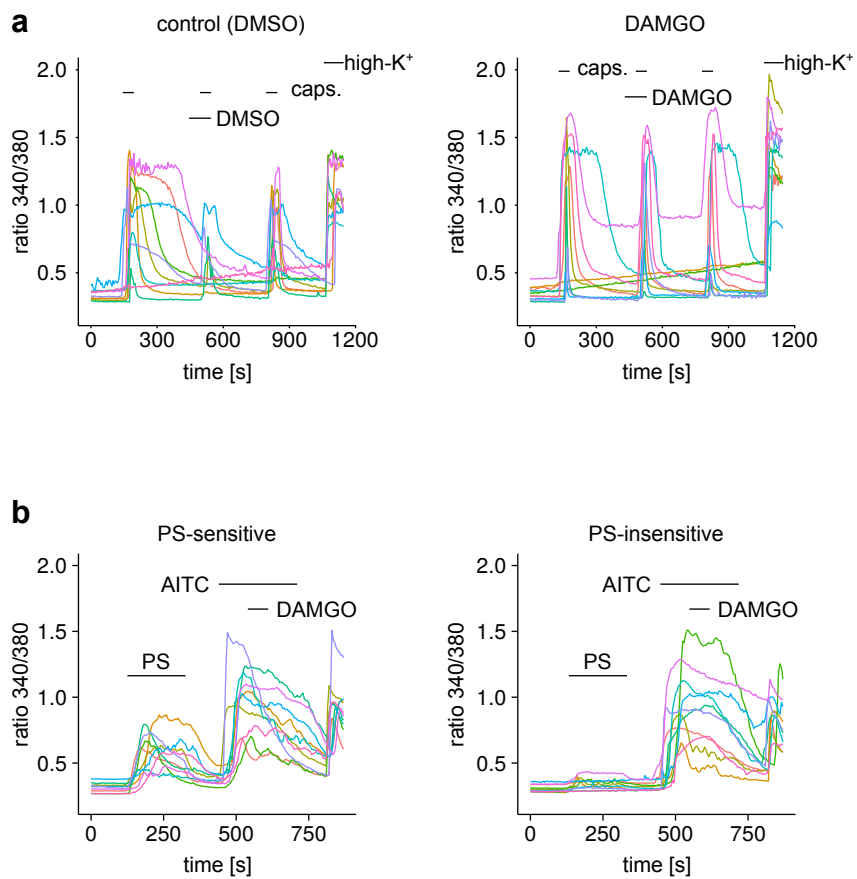 a
control (DMSO)
DAMGO
high-K⁺
caps.
DMSO
ratio 340/380
2.0
1.5
1.0
0.5
0
300
600
900
1200
time [s]
high-K⁺
caps.
DAMGO
ratio 340/380
2.0
1.5
1.0
0.5
0
300
600
900
1200
time [s]
b
PS-sensitive
PS-insensitive
AITC
DAMGO
PS
ratio 340/380
2.0
1.5
1.0
0.5
0
250
500
750
time [s]
AITC
DAMGO
PS
ratio 340/380
2.0
1.5
1.0
0.5
0
250
500
750
time [s]